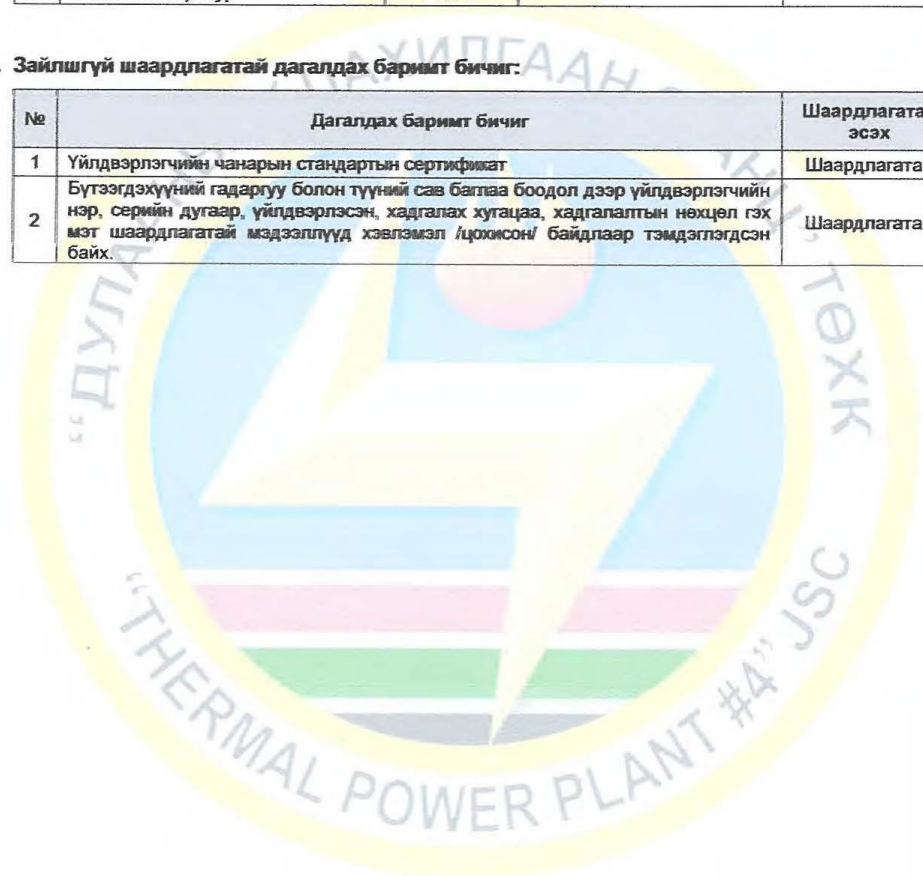 Зайлшгүй шаардлагатай дагалдах баримт бичиг:
№ Дагалдах баримт бичиг Шаардлагата
эсэх
1 Үйлдвэрлэгчийн чанарын стандартын сертификат Шаардлагата
2 Бүтээгдэхүүний гадаргуу болон түүний сав баглаа боодол дээр үйлдвэрлэгчийн
нэр, серийн дугаар, үйлдвэрлэсэн, хадгалах хугацаа, хадгалалтын нөхцөл гэх
мэт шаардлагатай мэдээллүүд хэвлэмэл /цохисон/ байдлаар тэмдэглэгдсэн
байх.
Шаардлагата
ТӨХК
"THERMAL POWER PLANT #4" JSC